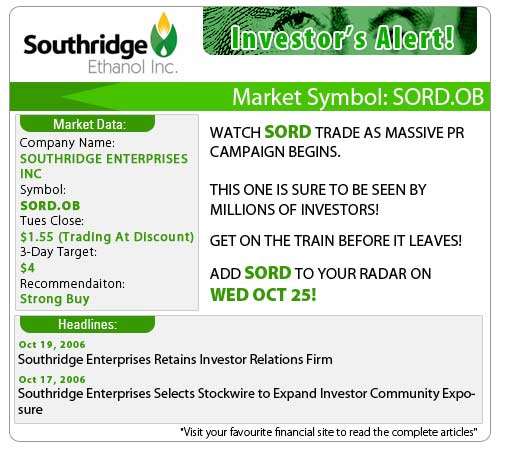 Southridge
Ethanol Inc.
Investor's Alert!
Market Symbol: SORD.OB
Market Data:
Company Name:
SOUTHRIDGE ENTERPRISES
INC
Symbol:
SORD.OB
Tues Close:
$1.55 (Trading At Discount)
3-Day Target:
$4
Recommendaiton:
Strong Buy
WATCH SORD TRADE AS MASSIVE PR
CAMPAIGN BEGINS.
THIS ONE IS SURE TO BE SEEN BY
MILLIONS OF INVESTORS!
GET ON THE TRAIN BEFORE IT LEAVES!
ADD SORD TO YOUR RADAR ON
WED OCT 25!
Headlines:
Oct 19, 2006
Southridge Enterprises Retains Investor Relations Firm
Oct 17, 2006
Southridge Enterprises Selects Stockwire to Expand Investor Community Expo-
sure
"Visit your favourite financial site to read the complete articles"